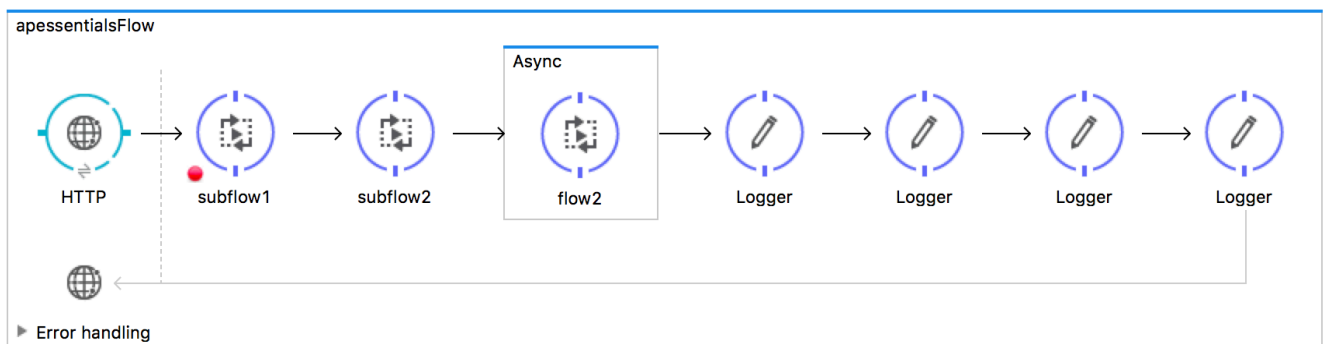 apessentialsFlow
Async
HTTP
subflow1
subflow2
flow2
Logger
Logger
Logger
Logger
Error handling